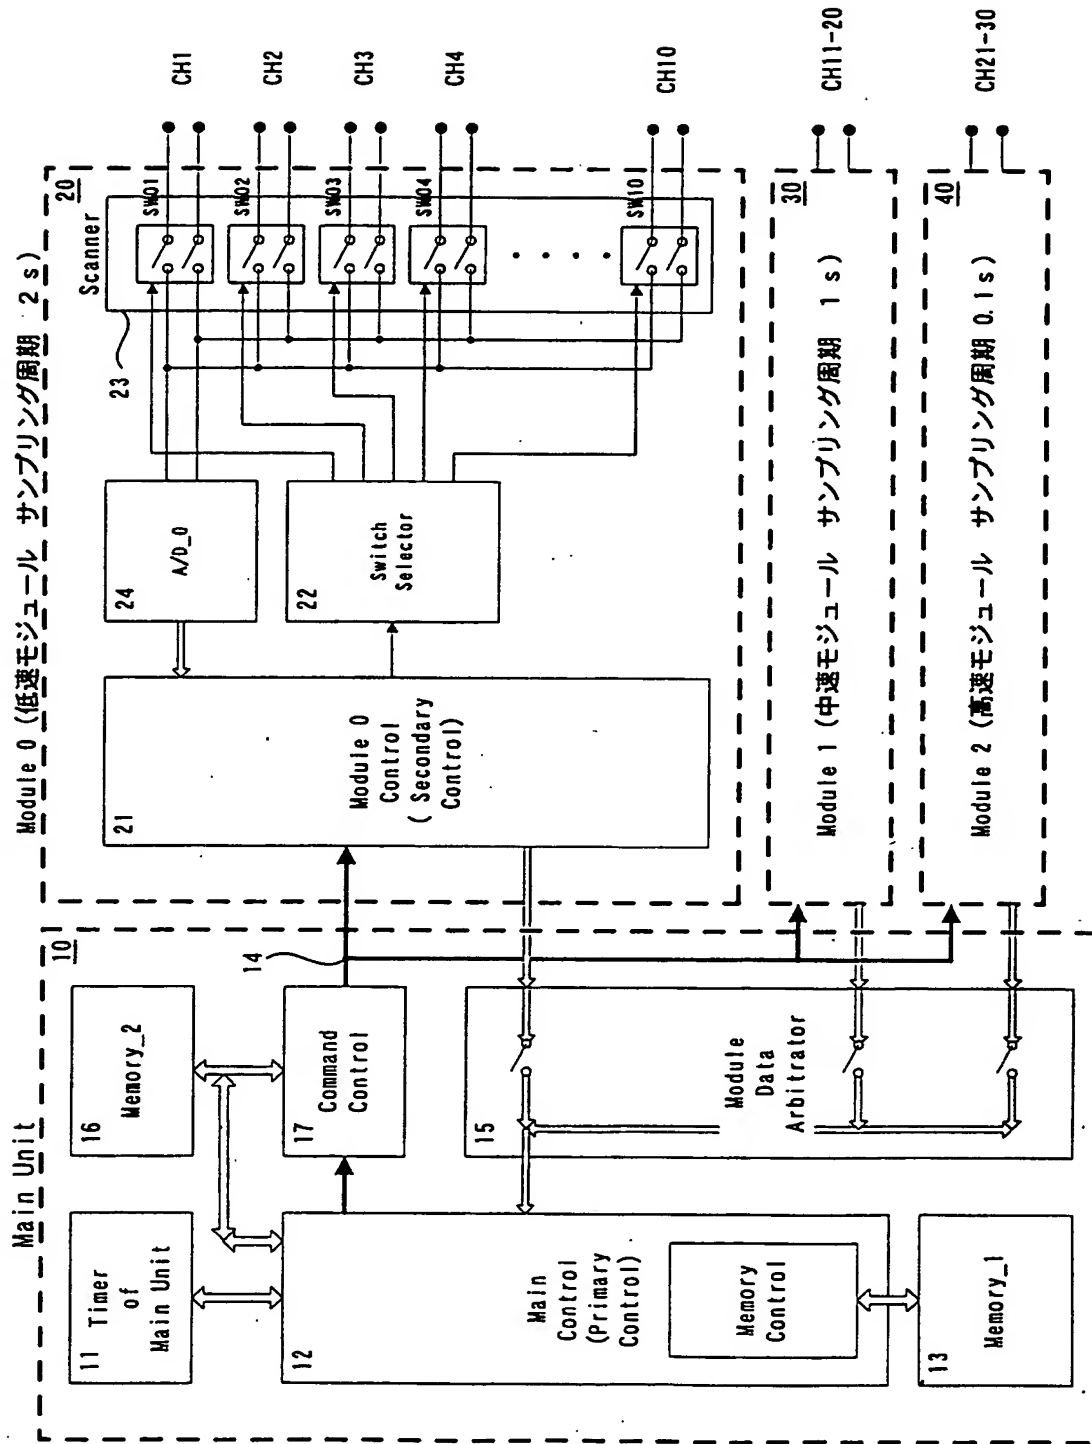 Main Unit
10
11
Timer
of
Main Unit
16
Memory_2
12
Main
Control
(Primary
Control)
Memory
Control
13
Memory_1
17
Command
Control
14
15
Module
Data
Arbitrator
Module 0 (低速モジュール サンプリング周期 2 s)
20
21
Module 0
Control
( Secondary
Control)
24
A/D_0
22
Switch
Selector
23
Scanner
SW01
SW02
SW03
SW04
SW10
CH1
CH2
CH3
CH4
CH10
30
Module 1 (中速モジュール サンプリング周期 1 s)
CH11-20
40
Module 2 (高速モジュール サンプリング周期 0.1 s)
CH21-30